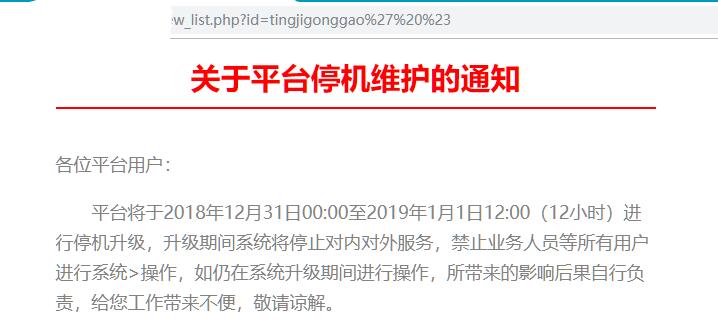 ew_list.php?id=tingjigonggao%27%20%23
关于平台停机维护的通知
各位平台用户：
平台将于2018年12月31日00:00至2019年1月1日12:00（12小时）进
行停机升级，升级期间系统将停止对内对外服务，禁止业务人员等所有用户
进行系统>操作，如仍在系统升级期间进行操作，所带来的影响后果自行负
责，给您工作带来不便，敬请谅解。